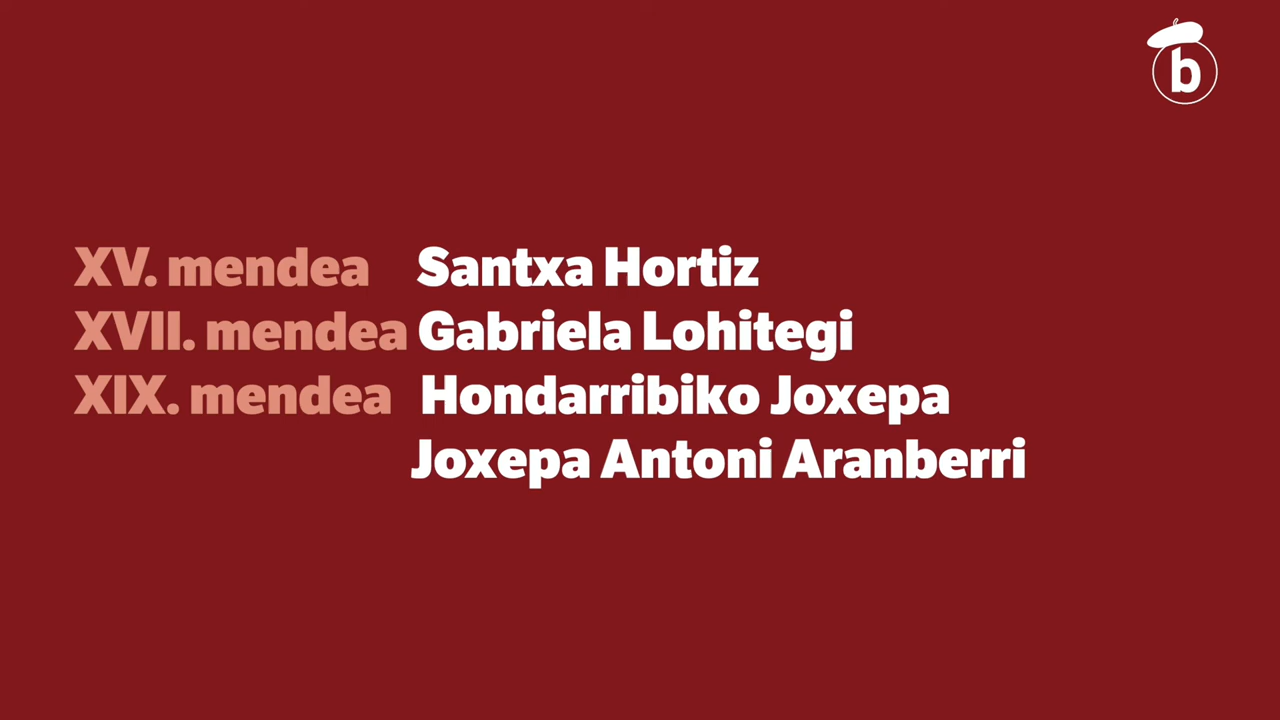 b
XV. mendea Santxa Hortiz
XVII. mendea Gabriela Lohitegi
XIX. mendea Hondarribiko Joxepa
Joxepa Antoni Aranberri